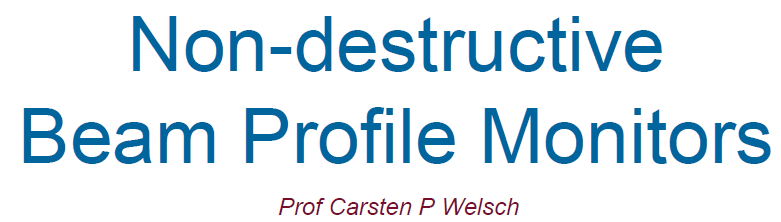 Non-destructive
Beam Profile Monitors
Prof Carsten P Welsch